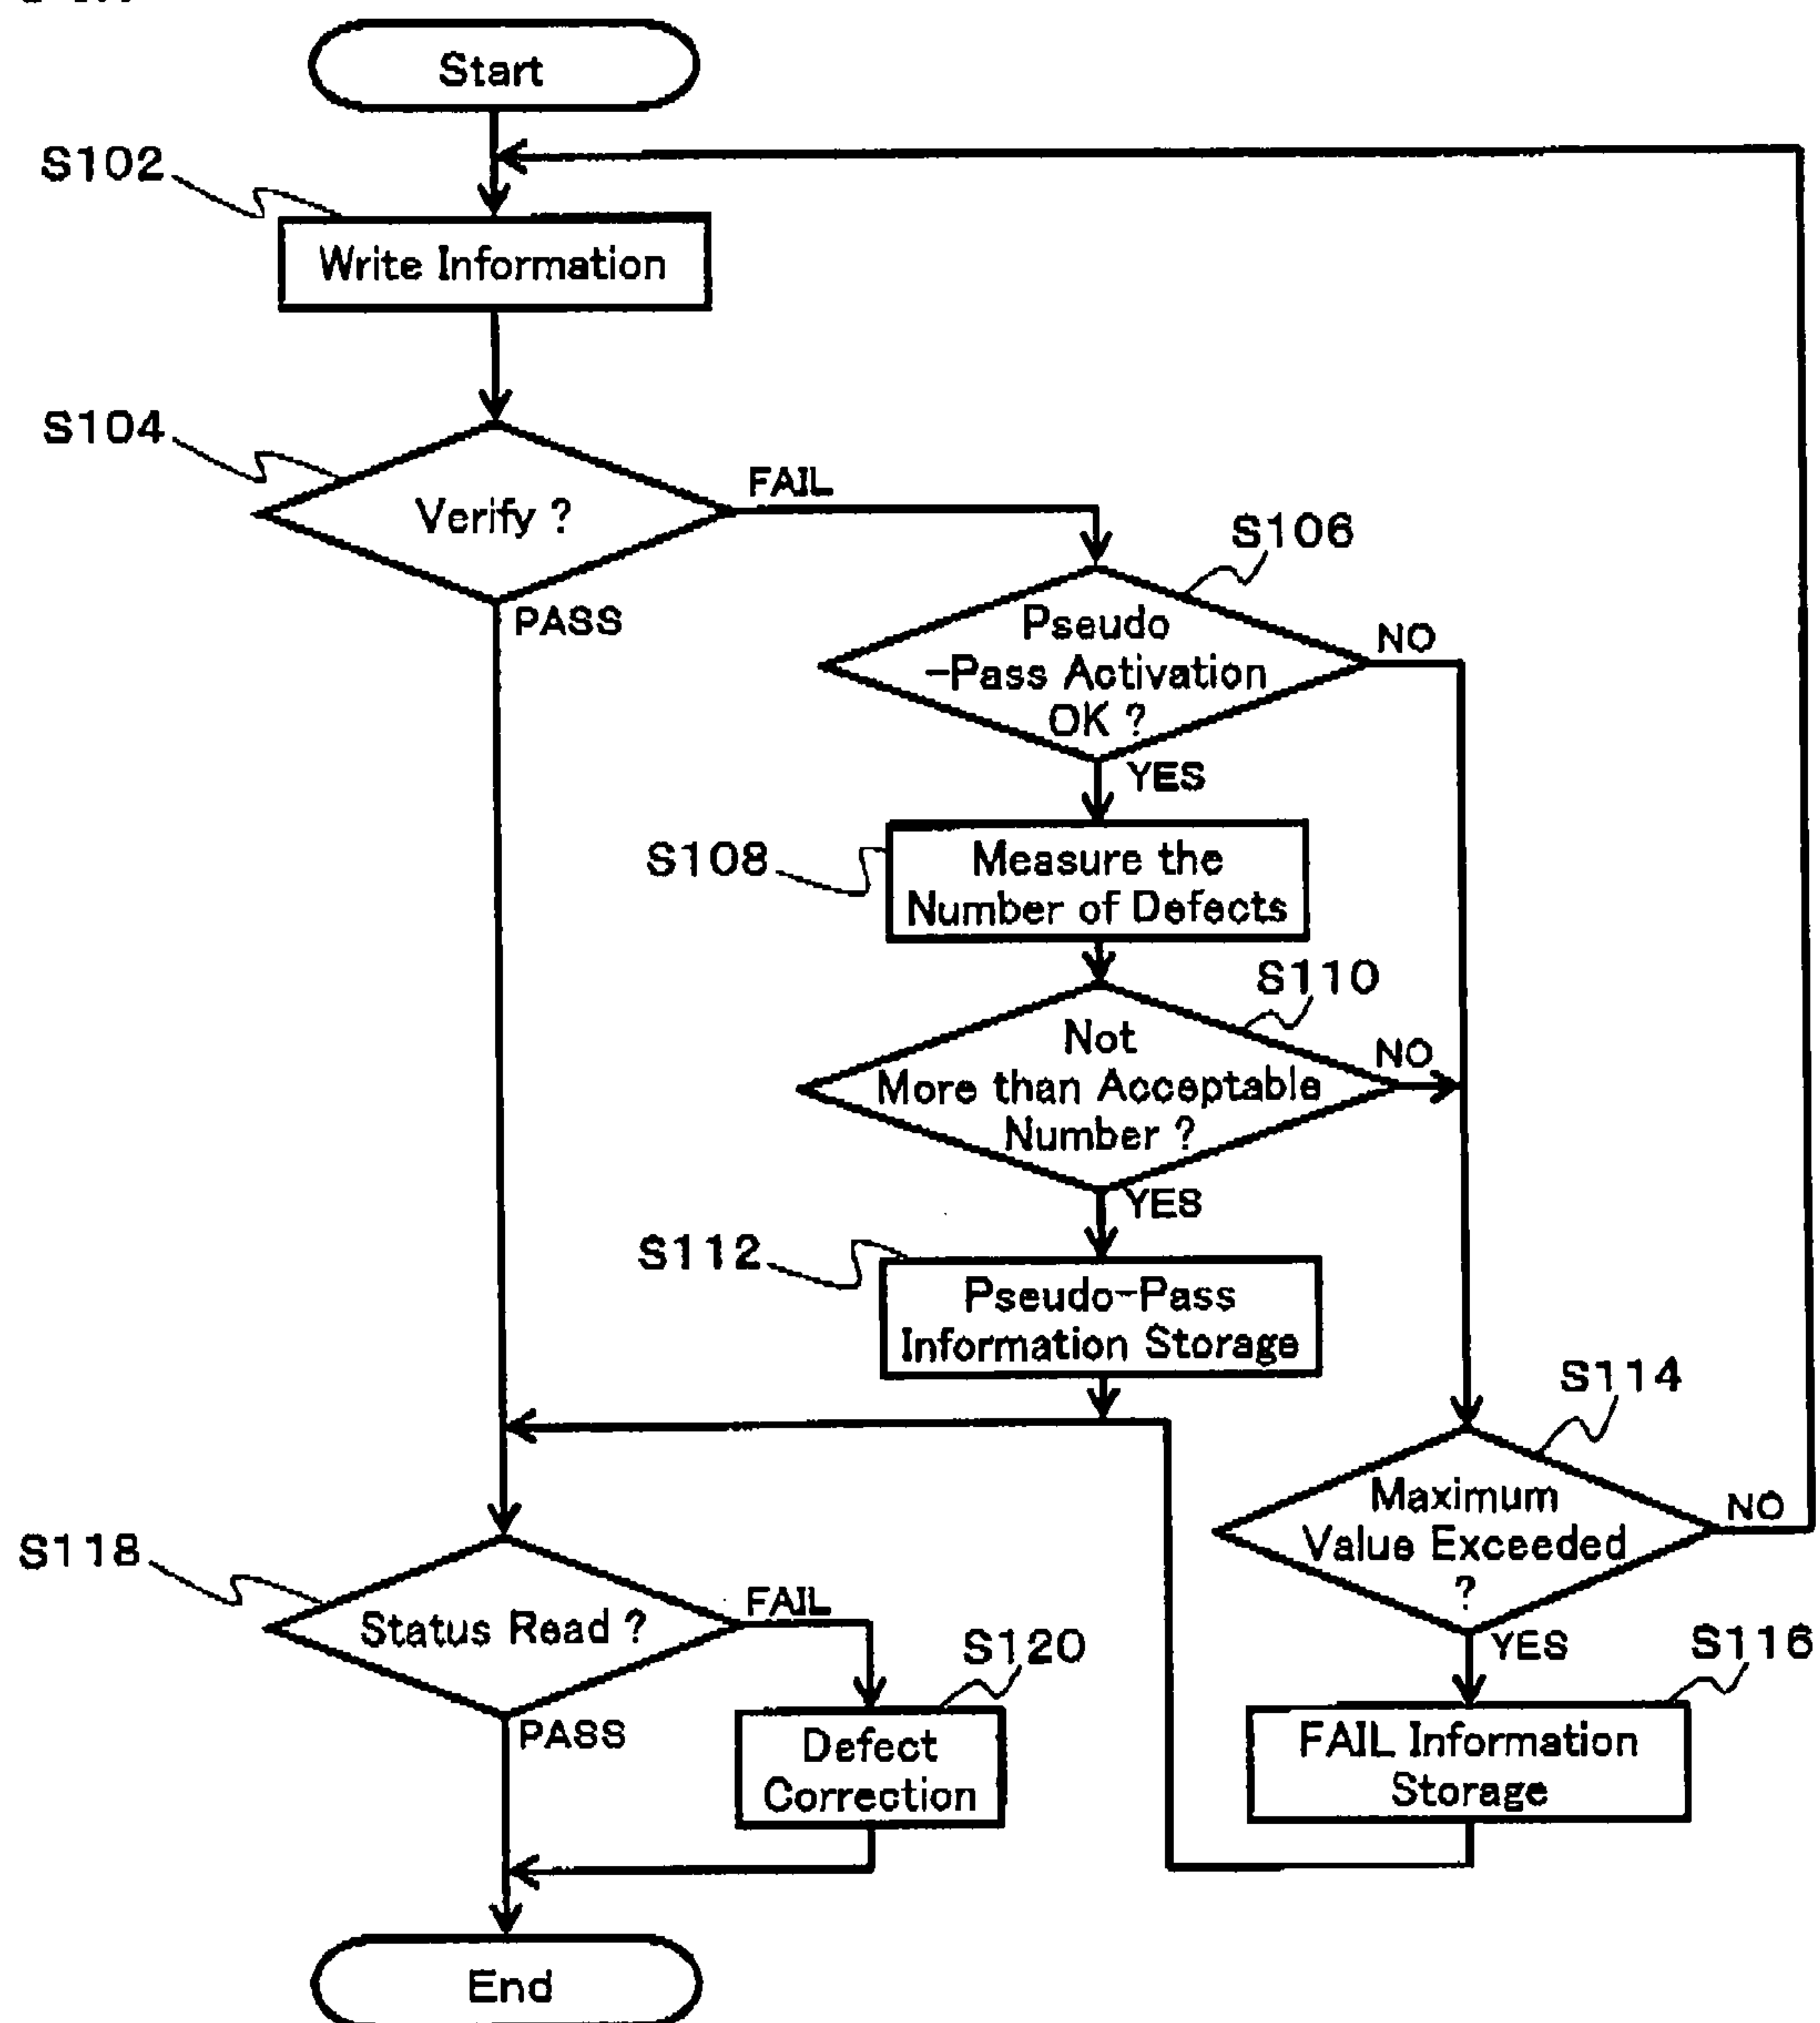 Start
S102
Write Information
S104
Verify ?
FAIL
PASS
S106
Pseudo
-Pass Activation
OK ?
NO
YES
S108
Measure the
Number of Defects
S110
Not
More than Acceptable
Number ?
NO
YES
S112
Pseudo-Pass
Information Storage
S114
Maximum
Value Exceeded
?
NO
YES
S116
FAIL Information
Storage
S118
Status Read ?
FAIL
PASS
S120
Defect
Correction
End